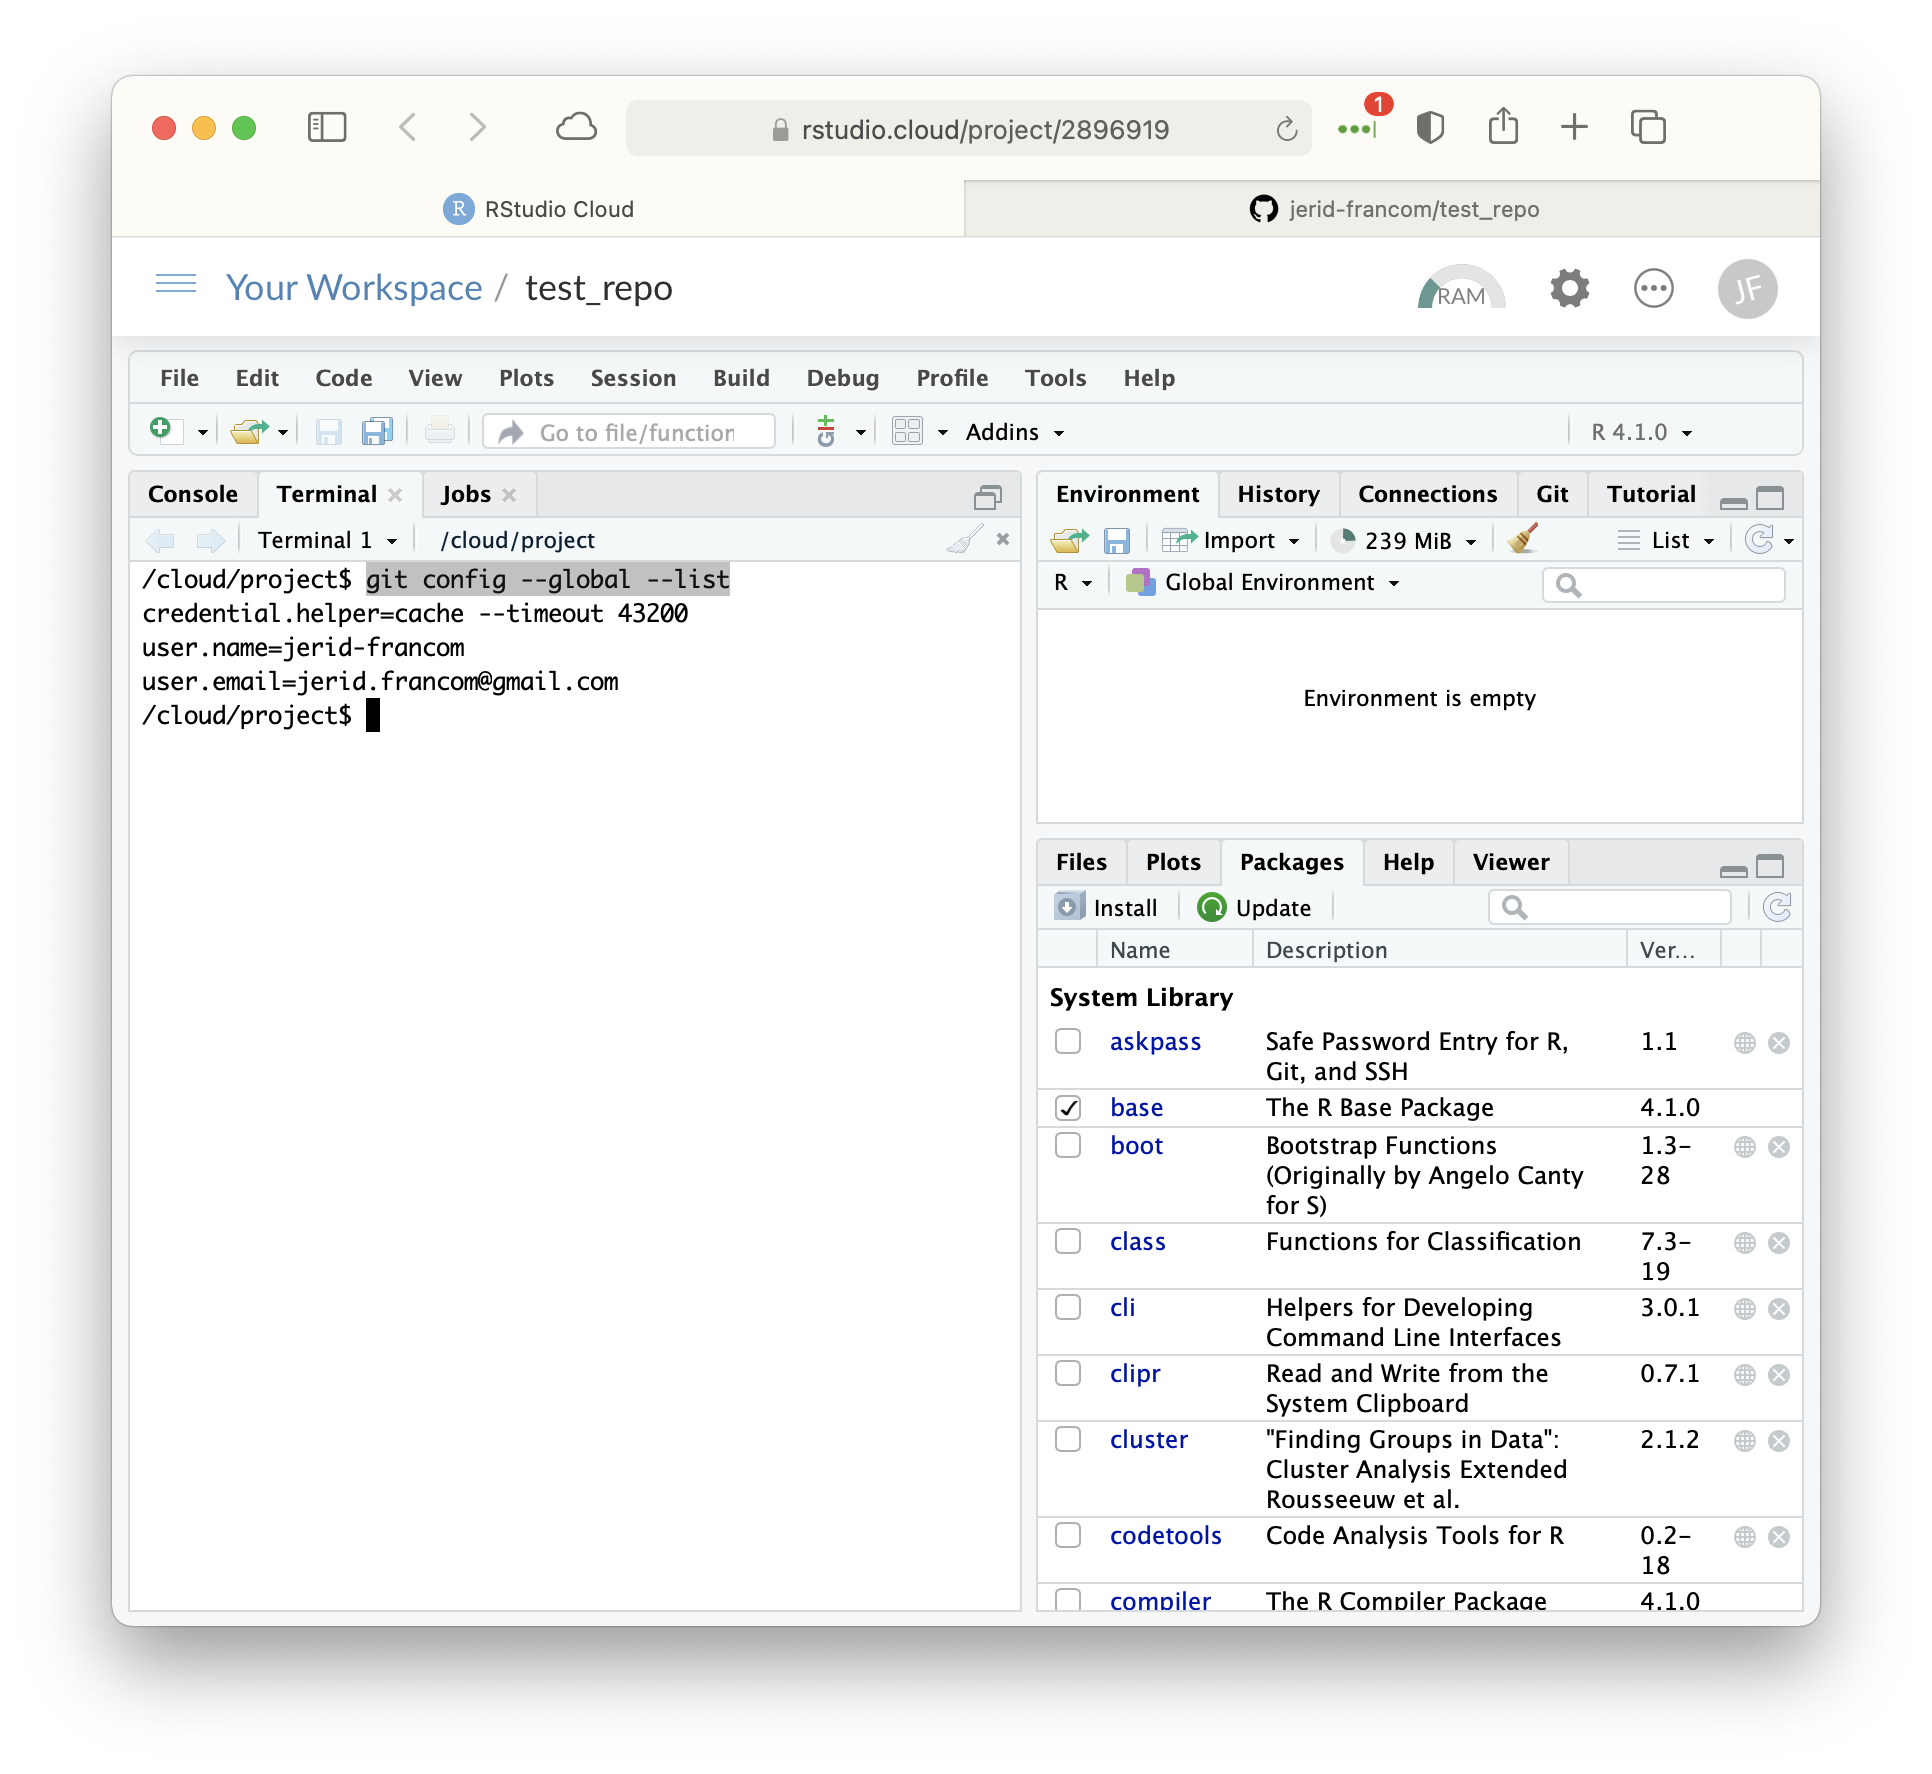 1
rstudio.cloud/project/2896919
R RStudio Cloud
jerid-francom/test_repo
Your Workspace / test_repo
RAM
JF
File Edit Code View Plots Session Build Debug Profile Tools Help
Go to file/function
Addins
R 4.1.0
Console Terminal Jobs
Terminal 1 /cloud/project
/cloud/project$ git config --global --list
credential.helper=cache --timeout 43200
user.name=jerid-francom
user.email=jerid.francom@gmail.com
/cloud/project$
Environment History Connections Git Tutorial
Import 239 MiB List
R Global Environment
Environment is empty
Files Plots Packages Help Viewer
Install Update
Name Description Ver...
System Library
askpass Safe Password Entry for R, 1.1
Git, and SSH
base The R Base Package 4.1.0
boot Bootstrap Functions 1.3-
(Originally by Angelo Canty 28
for S)
class Functions for Classification 7.3-
19
cli Helpers for Developing 3.0.1
Command Line Interfaces
clipr Read and Write from the 0.7.1
System Clipboard
cluster "Finding Groups in Data": 2.1.2
Cluster Analysis Extended
Rousseeuw et al.
codetools Code Analysis Tools for R 0.2-
18
compiler The R Compiler Package 4.1.0